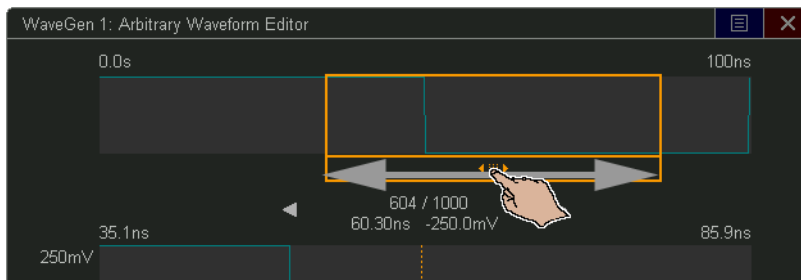 WaveGen 1: Arbitrary Waveform Editor
0.0s 100ns
604 / 1000
60.30ns -250.0mV
35.1ns 85.9ns
250mV